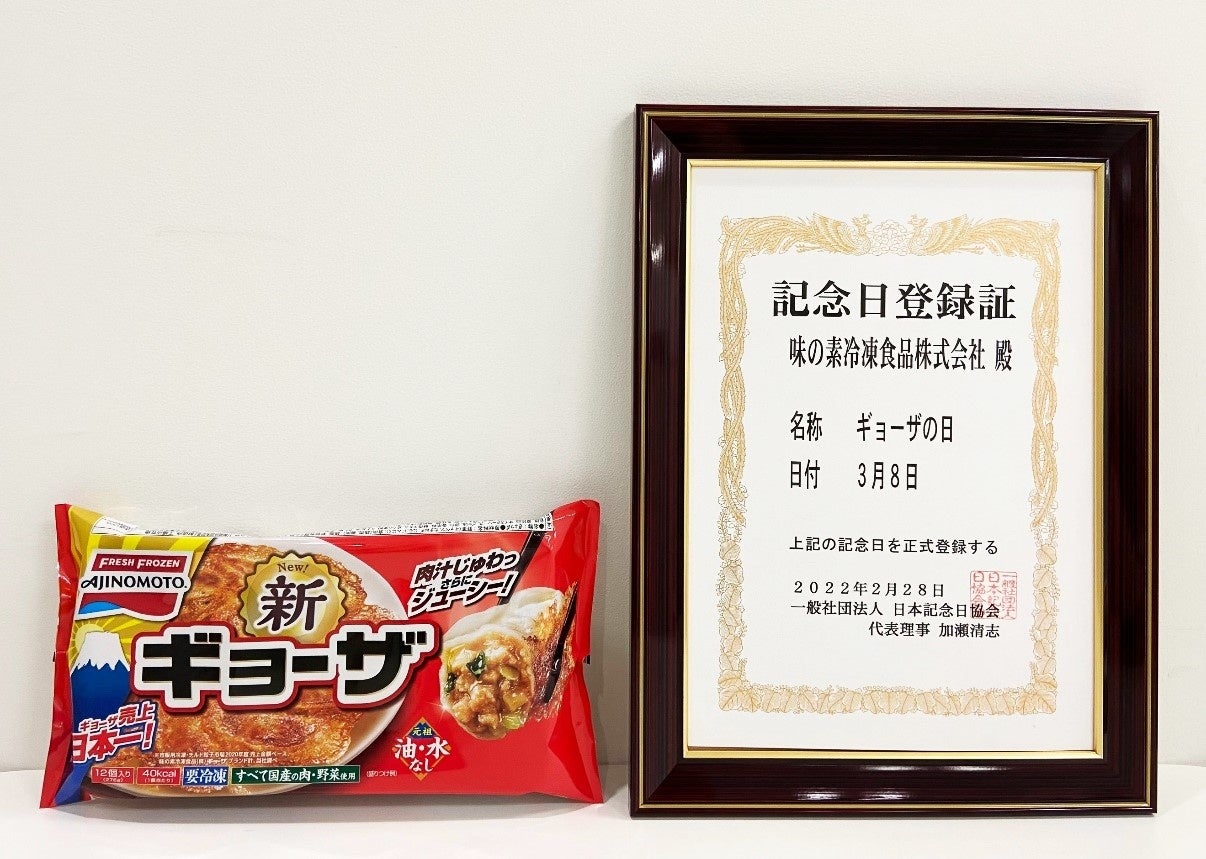 FRESH FROZEN
AJINOMOTO®
New!
新
ギョーザ
肉汁じゅわっ
さらに
ジューシー!
ギョーザ売上
日本一!
元祖
油・水
なし
12個入り
40kcal
要冷凍
すべて国産の肉・野菜使用
(盛りつけ例)
記念日登録証
味の素冷凍食品株式会社 殿
名称 ギョーザの日
日付 3月8日
上記の記念日を正式登録する
2022年2月28日
一般社団法人 日本記念日協会
代表理事 加瀬清志